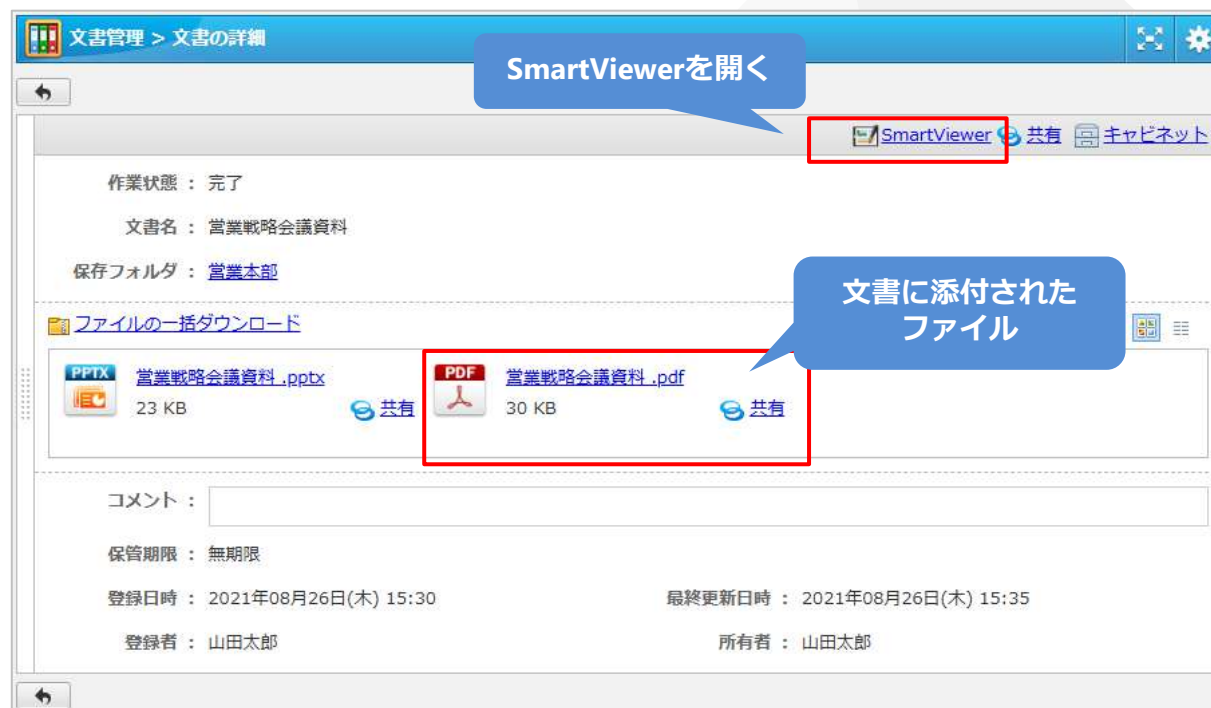 文書管理 > 文書の詳細
SmartViewerを開く
SmartViewer 共有 キャビネット
作業状態 : 完了
文書名 : 営業戦略会議資料
保存フォルダ : 営業本部
文書に添付された
ファイル
ファイルの一括ダウンロード
PPTX 営業戦略会議資料 .pptx
23 KB 共有
PDF 営業戦略会議資料 .pdf
30 KB 共有
コメント :
保管期限 : 無期限
登録日時 : 2021年08月26日(木) 15:30 最終更新日時 : 2021年08月26日(木) 15:35
登録者 : 山田太郎 所有者 : 山田太郎